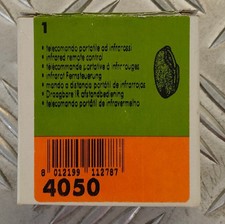 1
• telecomando portatile ad infrarossi
• infrared remote control
• télécommande portative à infrarouges
• Infrarot Fernsteuerung
• mando a distancia portátil de infrarrojos
• Draagbare IR afstandbediening
• telecomando portátil de infravermelho
8 012199 112787
4050